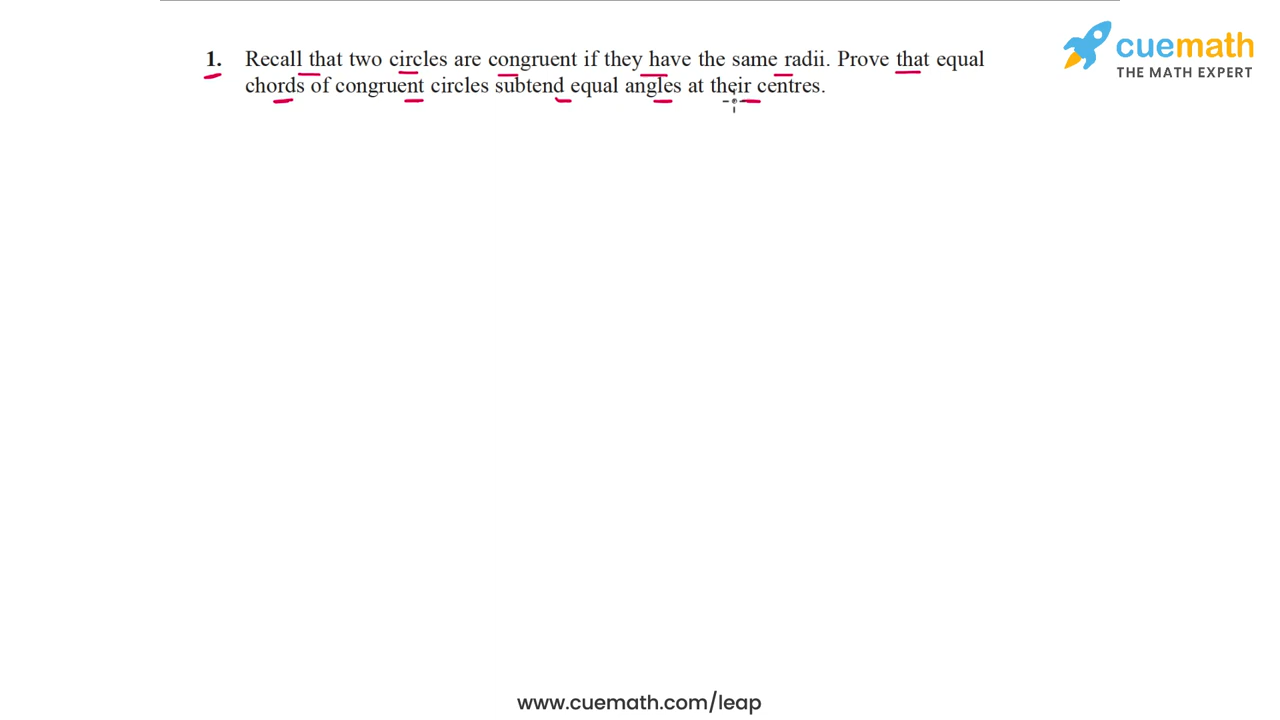 1. Recall that two circles are congruent if they have the same radii. Prove that equal
chords of congruent circles subtend equal angles at their centres.
cuemath
THE MATH EXPERT
www.cuemath.com/leap